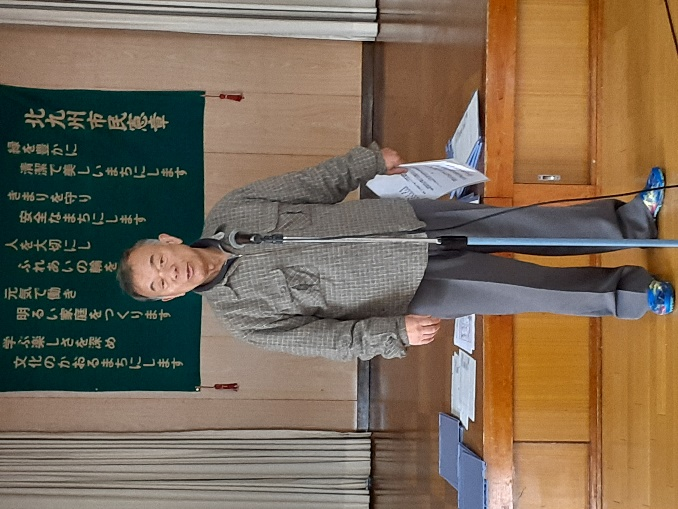 北九州市民憲章
緑を豊かに
清潔で美しいまちにします
きまりを守り
安全なまちにします
人を大切にし
ふれあいの輪を
元気で働き
明るい家庭をつくります
学ぶ楽しさを深め
文化のかおるまちにします